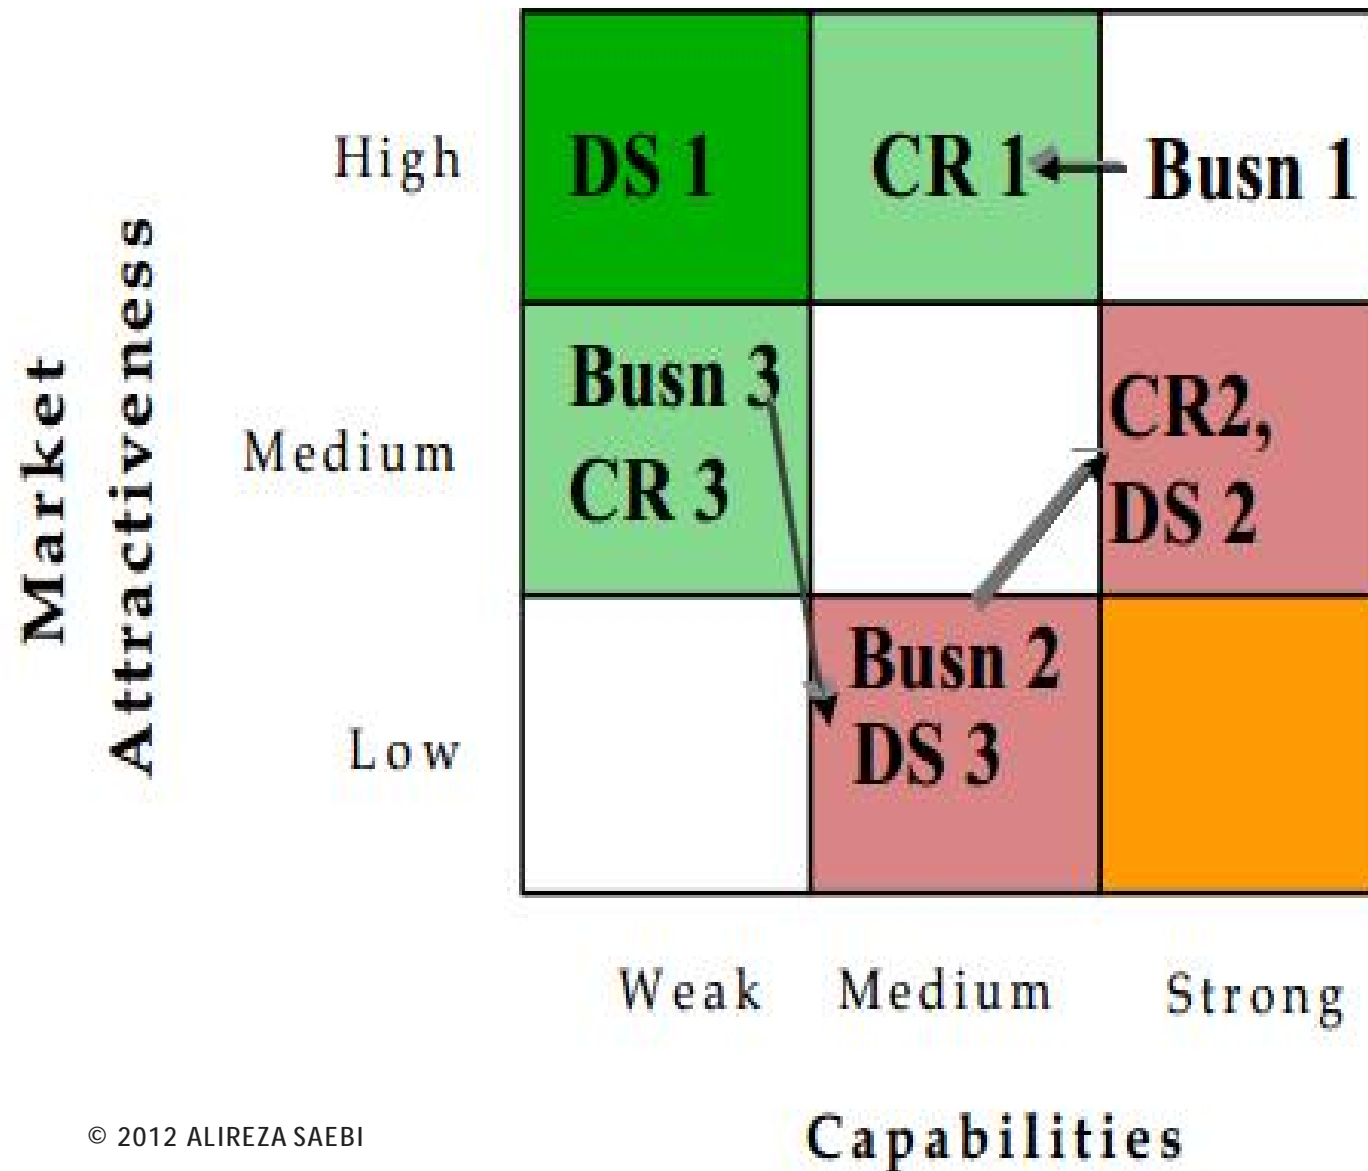 Market
Attractiveness
High
DS 1
CR 1
Busn 1
Medium
Busn 3
CR 3
CR2,
DS 2
Low
Busn 2
DS 3
Weak
Medium
Strong
Capabilities
© 2012 ALIREZA SAEBI